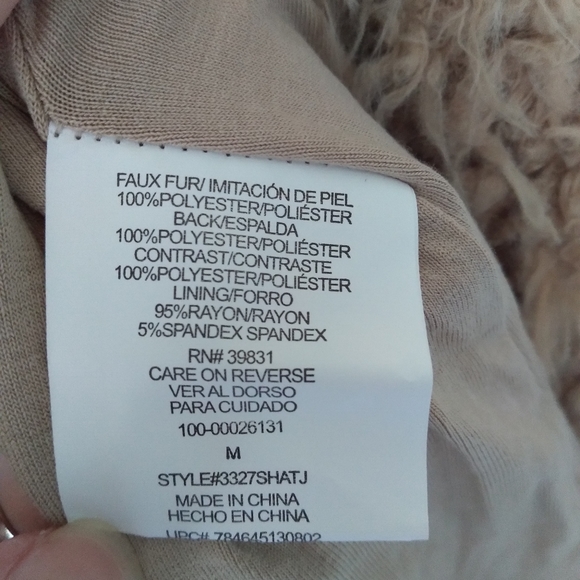 FAUX FUR/ IMITACIÓN DE PIEL
100%POLYESTER/POLIÉSTER
BACK/ESPALDA
100%POLYESTER/POLIÉSTER
CONTRAST/CONTRASTE
100%POLYESTER/POLIÉSTER
LINING/FORRO
95%RAYON/RAYON
5%SPANDEX SPANDEX
RN# 39831
CARE ON REVERSE
VER AL DORSO
PARA CUIDADO
100-00026131
M
STYLE#3327SHATJ
MADE IN CHINA
HECHO EN CHINA
UPC# 784645130802